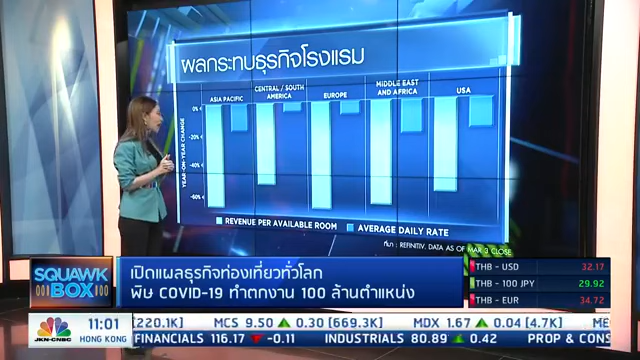 ผลกระทบธุรกิจโรงแรม
ASIA PACIFIC
CENTRAL / SOUTH
AMERICA
EUROPE
MIDDLE EAST
AND AFRICA
USA
0%
-20%
-40%
-60%
YEAR-ON-YEAR CHANGE
REVENUE PER AVAILABLE ROOM
AVERAGE DAILY RATE
ที่มา : REFINITIV. DATA AS OF MAR 3 CLOSE
SQUAWK
BOX
เปิดแผลธุรกิจท่องเที่ยวทั่วโลก
พิษ COVID-19 ทำตกงาน 100 ล้านตำแหน่ง
THB - USD 32.17
THB - 100 JPY 29.92
THB - EUR 34.72
JKN-CNBC
11:01
HONG KONG
[220.1K] MCS 9.50 ▲ 0.30 [669.3K] MDX 1.67 ▲ 0.04 [4.7K] ME
FINANCIALS 116.17 ▼ -0.11 INDUSTRIALS 80.89 ▲ 0.42 PROP & CONS